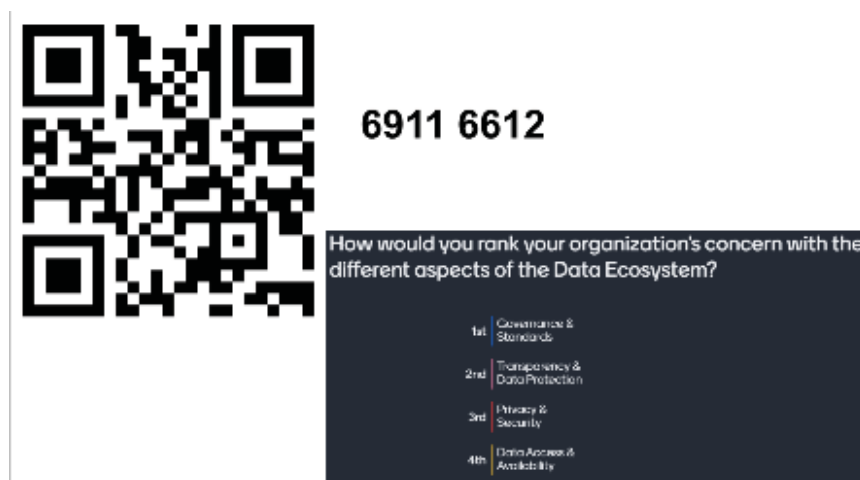 6911 6612
How would you rank your organization's concern with the
different aspects of the Data Ecosystem?
1st Governance &
Standards
2nd Transparency &
Data Protection
3rd Privacy &
Security
4th Data Access &
Availability